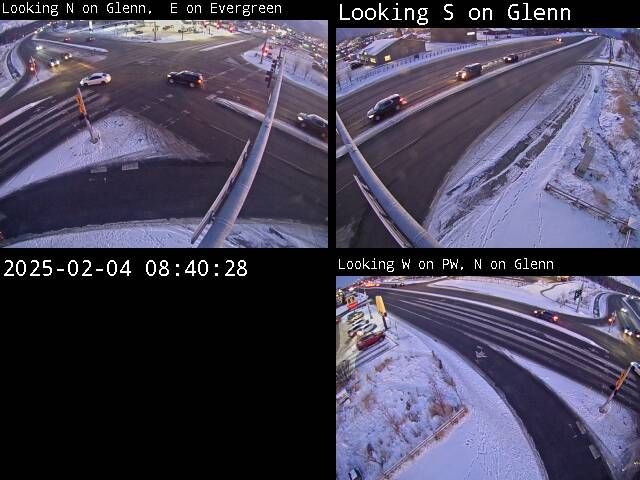 Looking N on Glenn,  E on Evergreen
Looking S on Glenn
2025-02-04 08:40:28
Looking W on PW, N on Glenn